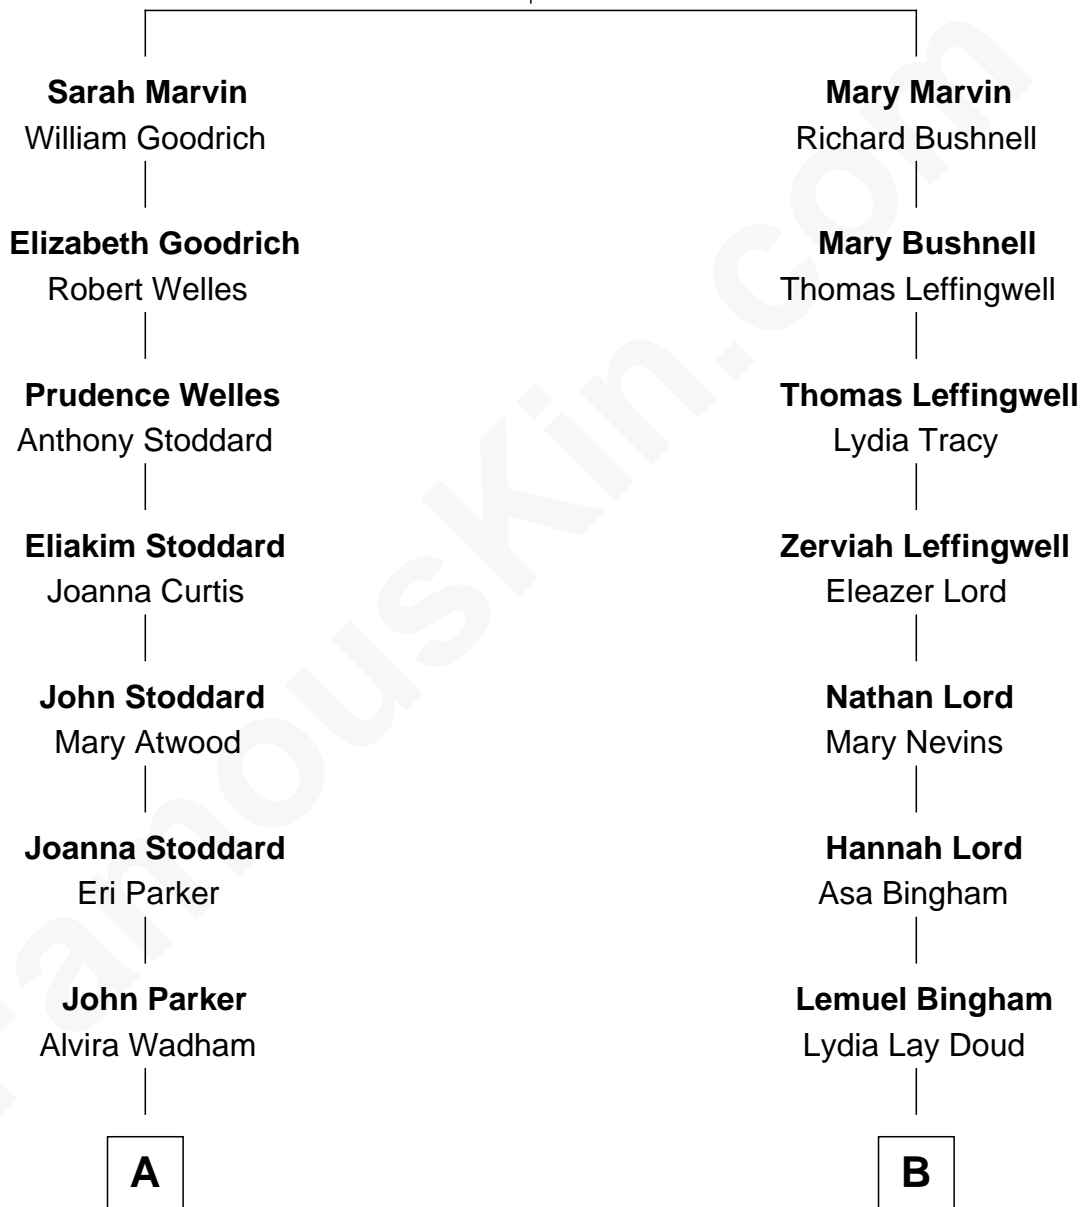 Sarah Marvin
William Goodrich
Elizabeth Goodrich
Robert Welles
Prudence Welles
Anthony Stoddard
Eliakim Stoddard
Joanna Curtis
John Stoddard
Mary Atwood
Joanna Stoddard
Eri Parker
John Parker
Alvira Wadham
A
Mary Marvin
Richard Bushnell
Mary Bushnell
Thomas Leffingwell
Thomas Leffingwell
Lydia Tracy
Zerviah Leffingwell
Eleazer Lord
Nathan Lord
Mary Nevins
Hannah Lord
Asa Bingham
Lemuel Bingham
Lydia Lay Doud
B
FamousKin.com